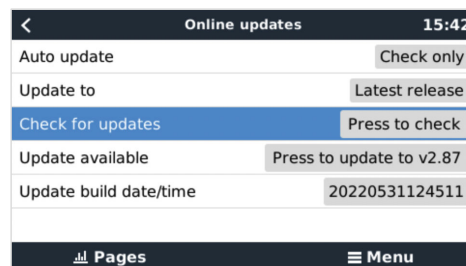 Online updates 15:42
Auto update Check only
Update to Latest release
Check for updates Press to check
Update available Press to update to v2.87
Update build date/time 20220531124511
Pages Menu